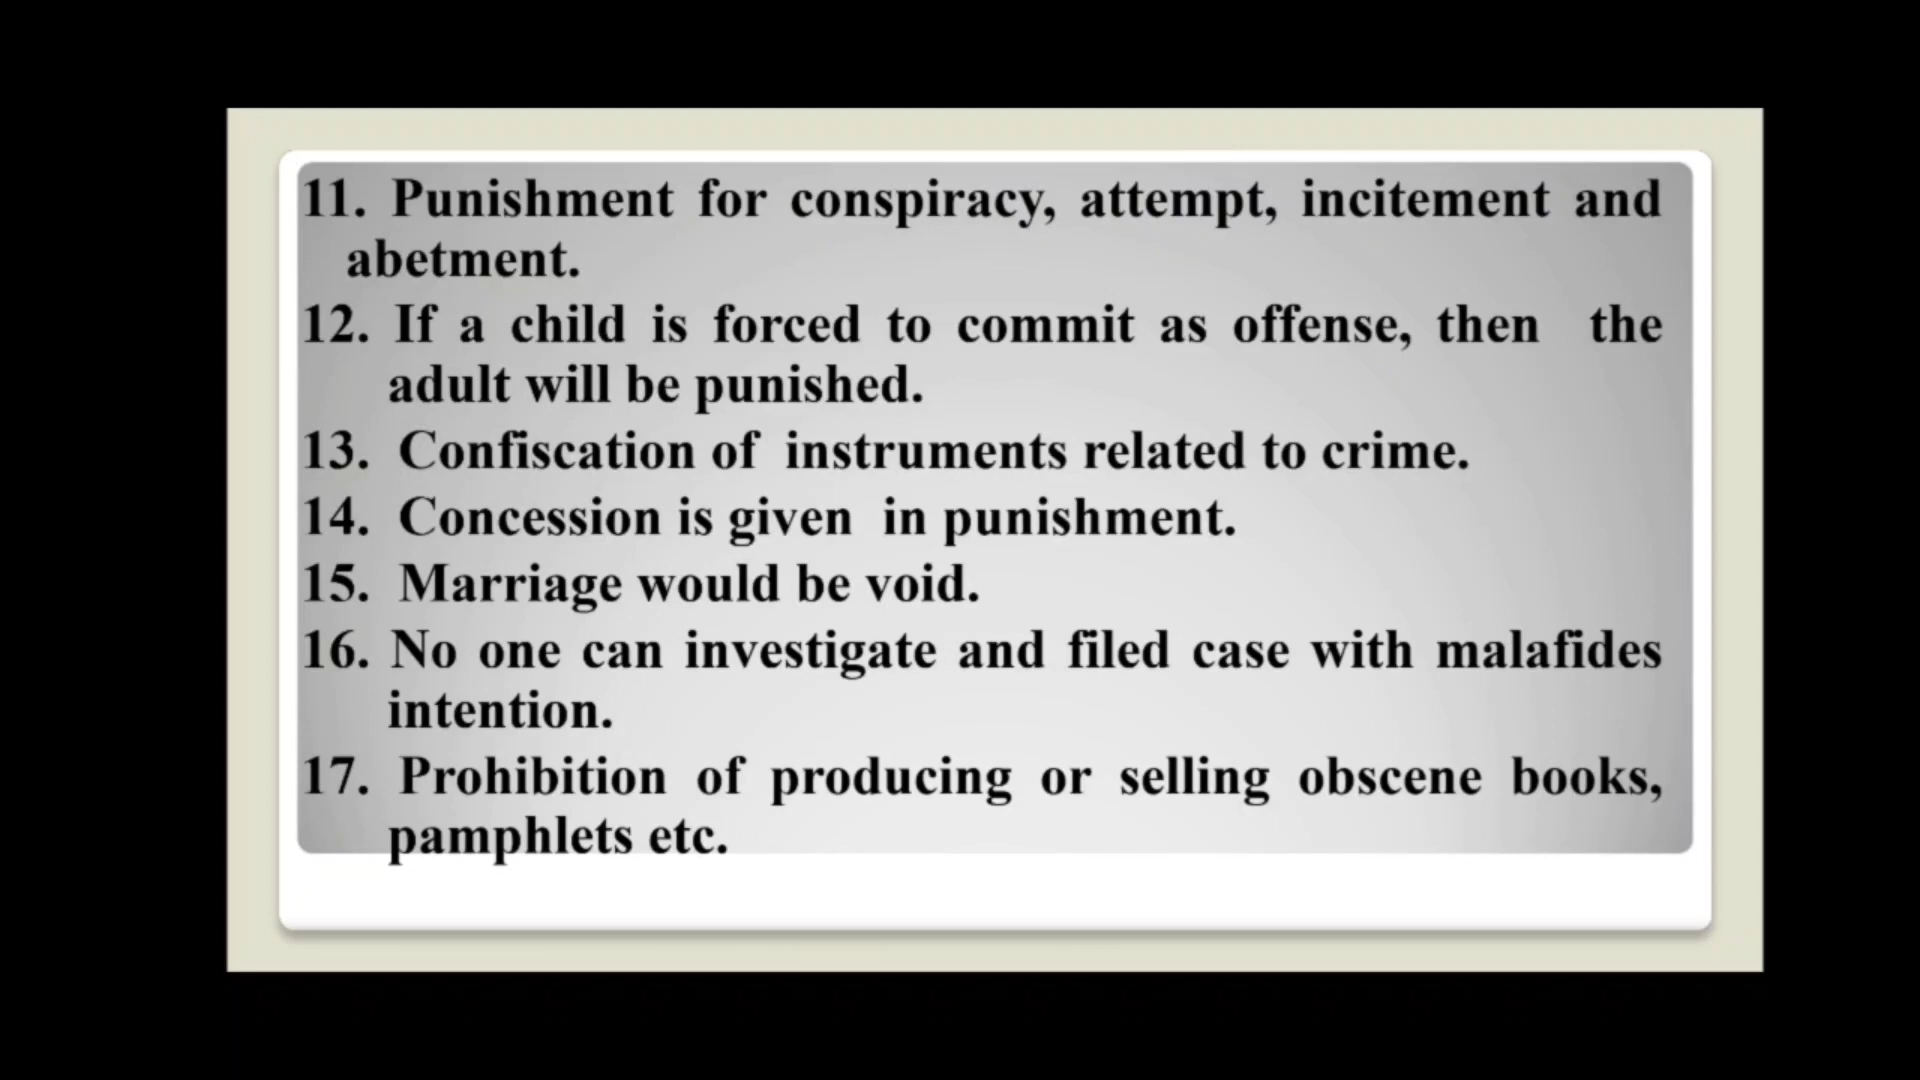 11. Punishment for conspiracy, attempt, incitement and
abetment.
12. If a child is forced to commit as offense, then the
adult will be punished.
13. Confiscation of instruments related to crime.
14. Concession is given in punishment.
15. Marriage would be void.
16. No one can investigate and filed case with malafides
intention.
17. Prohibition of producing or selling obscene books,
pamphlets etc.